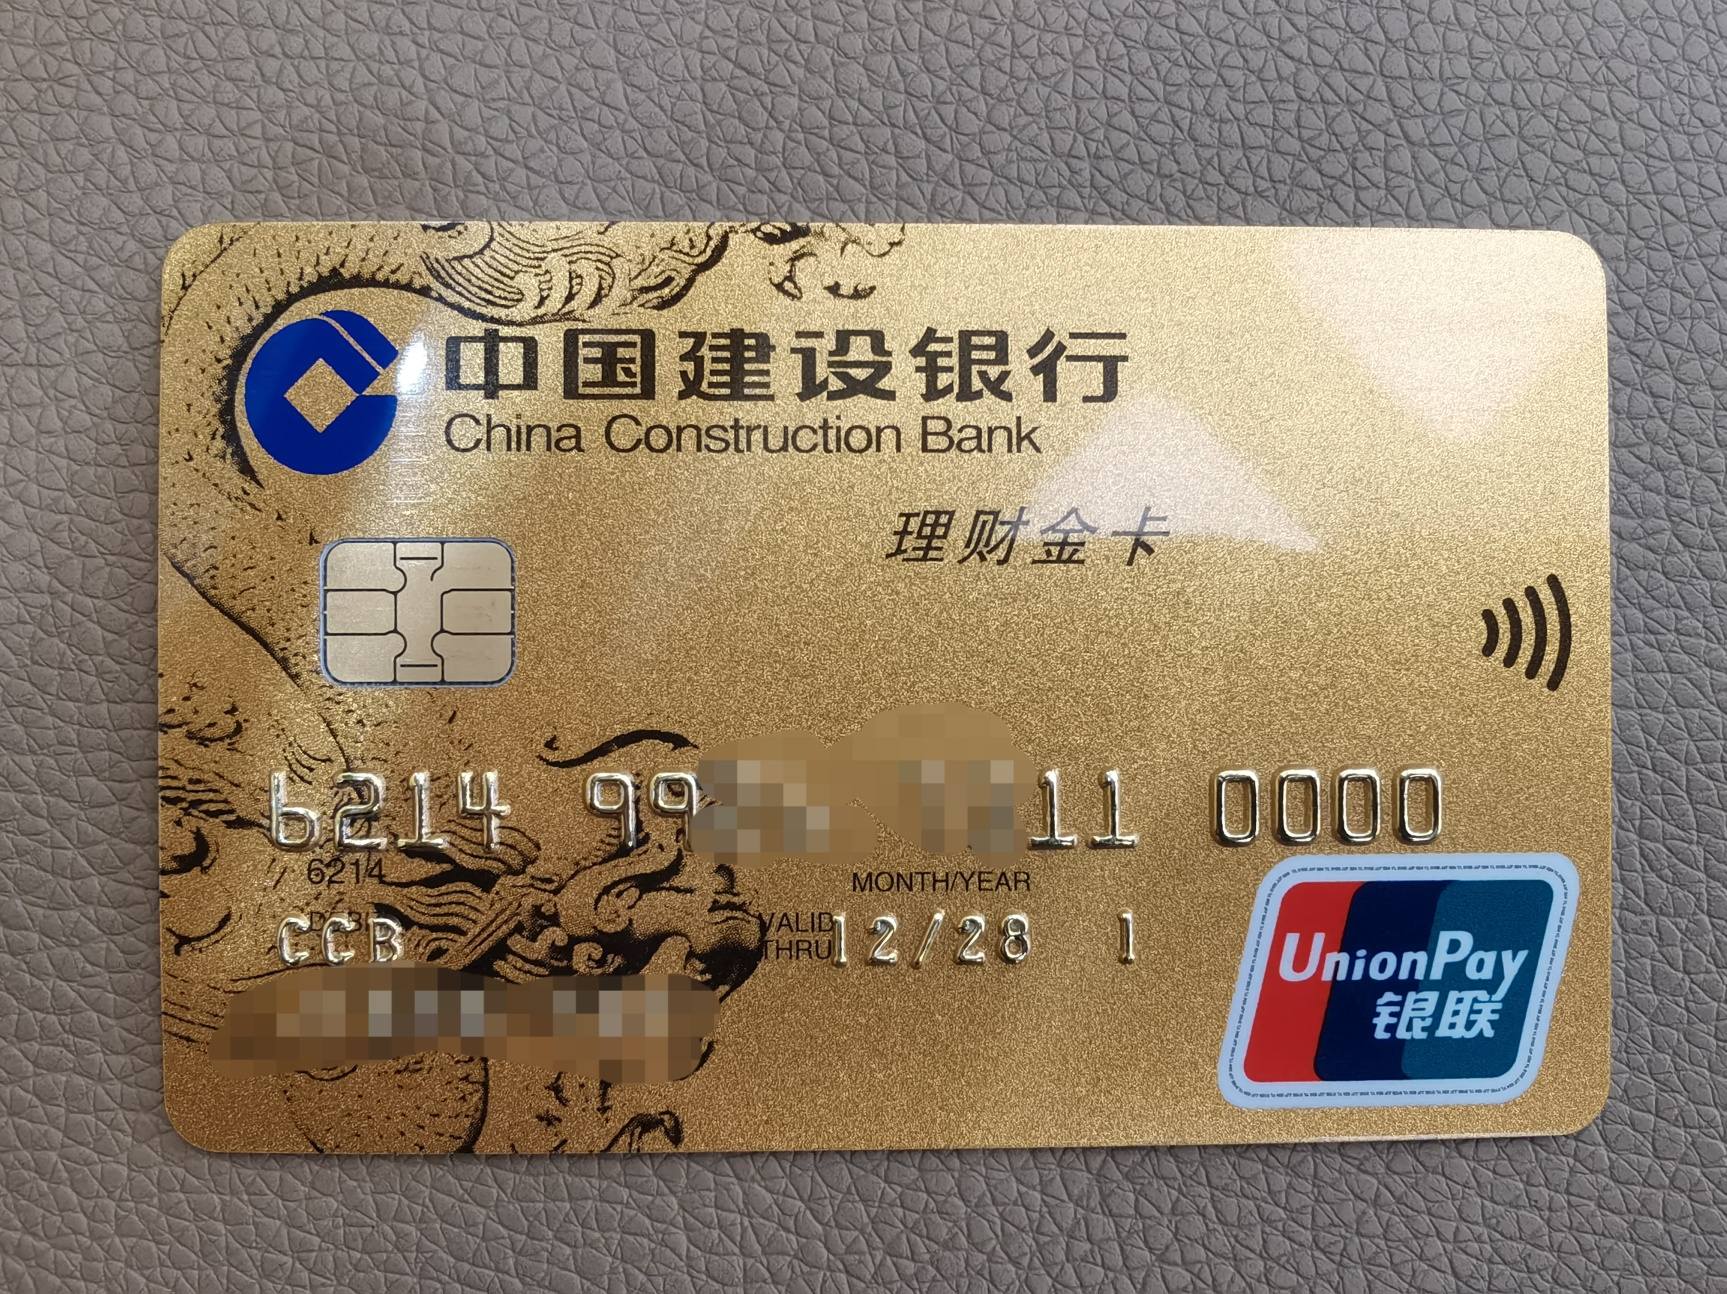 中国建设银行
China Construction Bank
理财金卡
6214 99 11 0000
6214
MONTH/YEAR
DEBIT
CCB
VALID THRU
12/28 1
UnionPay
银联